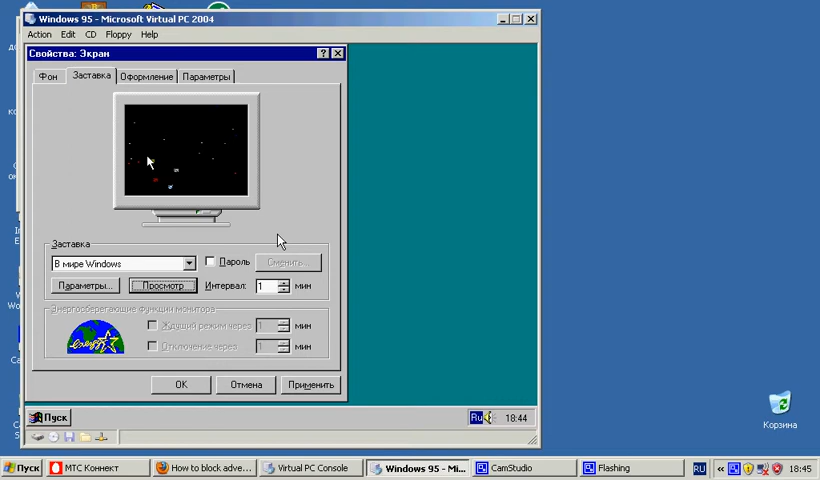 Windows 95 - Microsoft Virtual PC 2004
Action Edit CD Floppy Help
Свойства: Экран
Фон Заставка Оформление Параметры
Заставка
В мире Windows
Пароль
Сменить...
Параметры...
Просмотр
Интервал:
1
мин
Энергосберегающие функции монитора
Ждущий режим через
1
мин
Отключение через
1
мин
OK
Отмена
Применить
Пуск
Ru
18:44
Корзина
Пуск
МТС Коннект
How to block adve...
Virtual PC Console
Windows 95 - Mi...
CamStudio
Flashing
RU
18:45